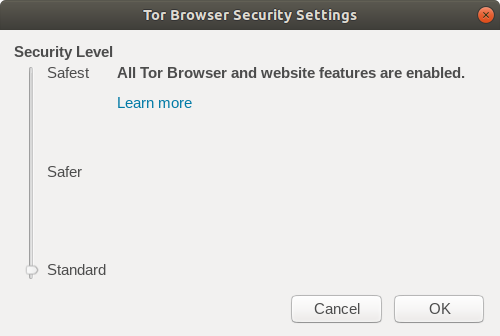 Tor Browser Security Settings
Security Level
Safest
All Tor Browser and website features are enabled.
Learn more
Safer
Standard
Cancel
OK